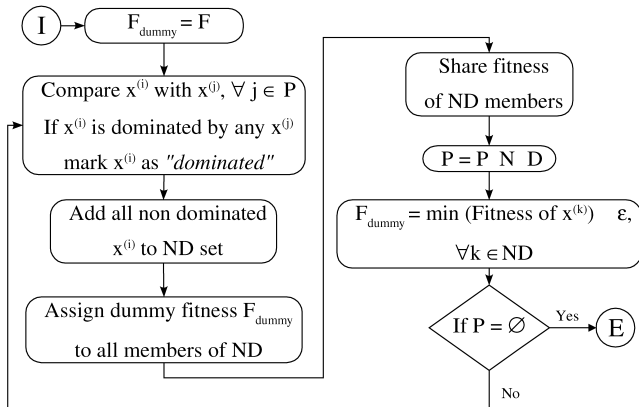 I
F_dummy = F
Compare x^(i) with x^(j), ∀ j ∈ P
If x^(i) is dominated by any x^(j)
mark x^(i) as "dominated"
Add all non dominated
x^(i) to ND set
Assign dummy fitness F_dummy
to all members of ND
Share fitness
of ND members
P = P N D
F_dummy = min (Fitness of x^(k)) ε,
∀k ∈ ND
If P = ∅
Yes
E
No